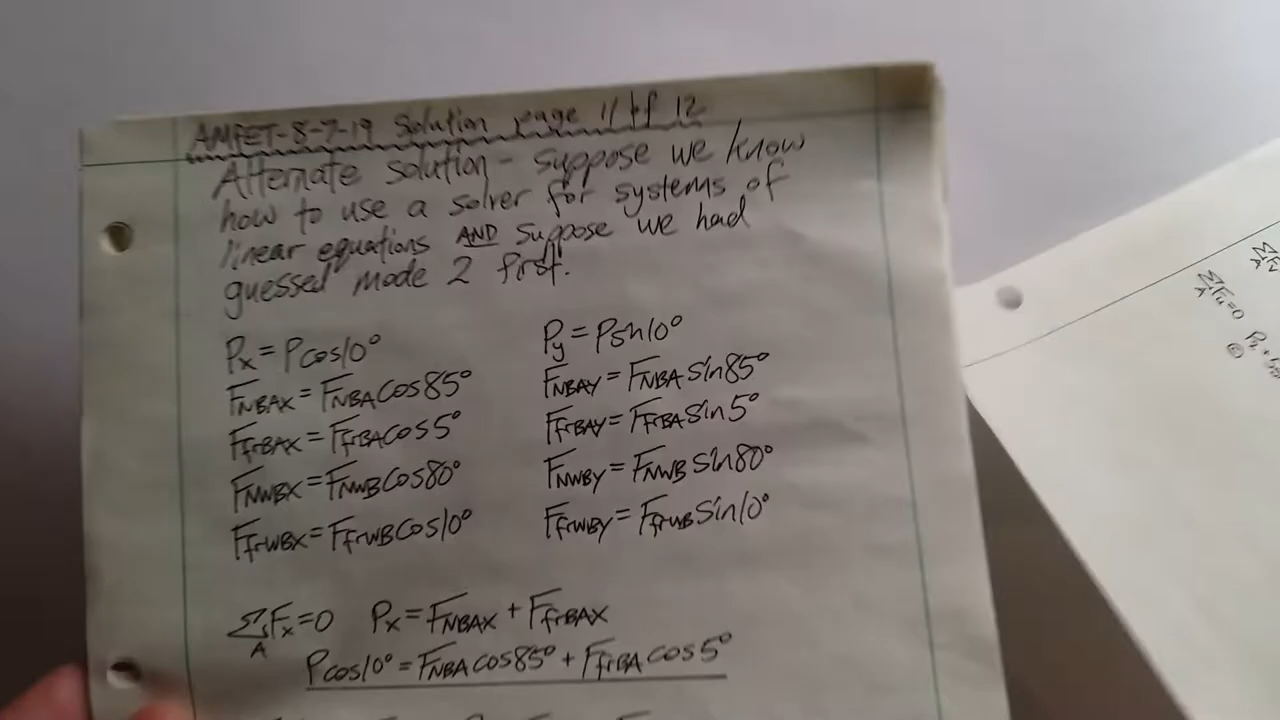 AMFET-8-7-19 Solution page 11 of 12
Alternate solution - suppose we know
how to use a solver for systems of
linear equations AND suppose we had
guessed mode 2 first.
Px = Pcos10° Py = Psin10°
FNBAX = FNBAcos85° FNBAY = FNBAsin85°
FfrBAX = FfrBAcos5° FfrBAY = FfrBAsin5°
FNWBX = FNWBcos80° FNWBY = FNWBsin80°
FfrWBX = FfrWBcos10° FfrWBY = FfrWBsin10°
ΣFx=0 Px = FNBAX + FfrBAX
A
Pcos10° = FNBAcos85° + FfrBAcos5°